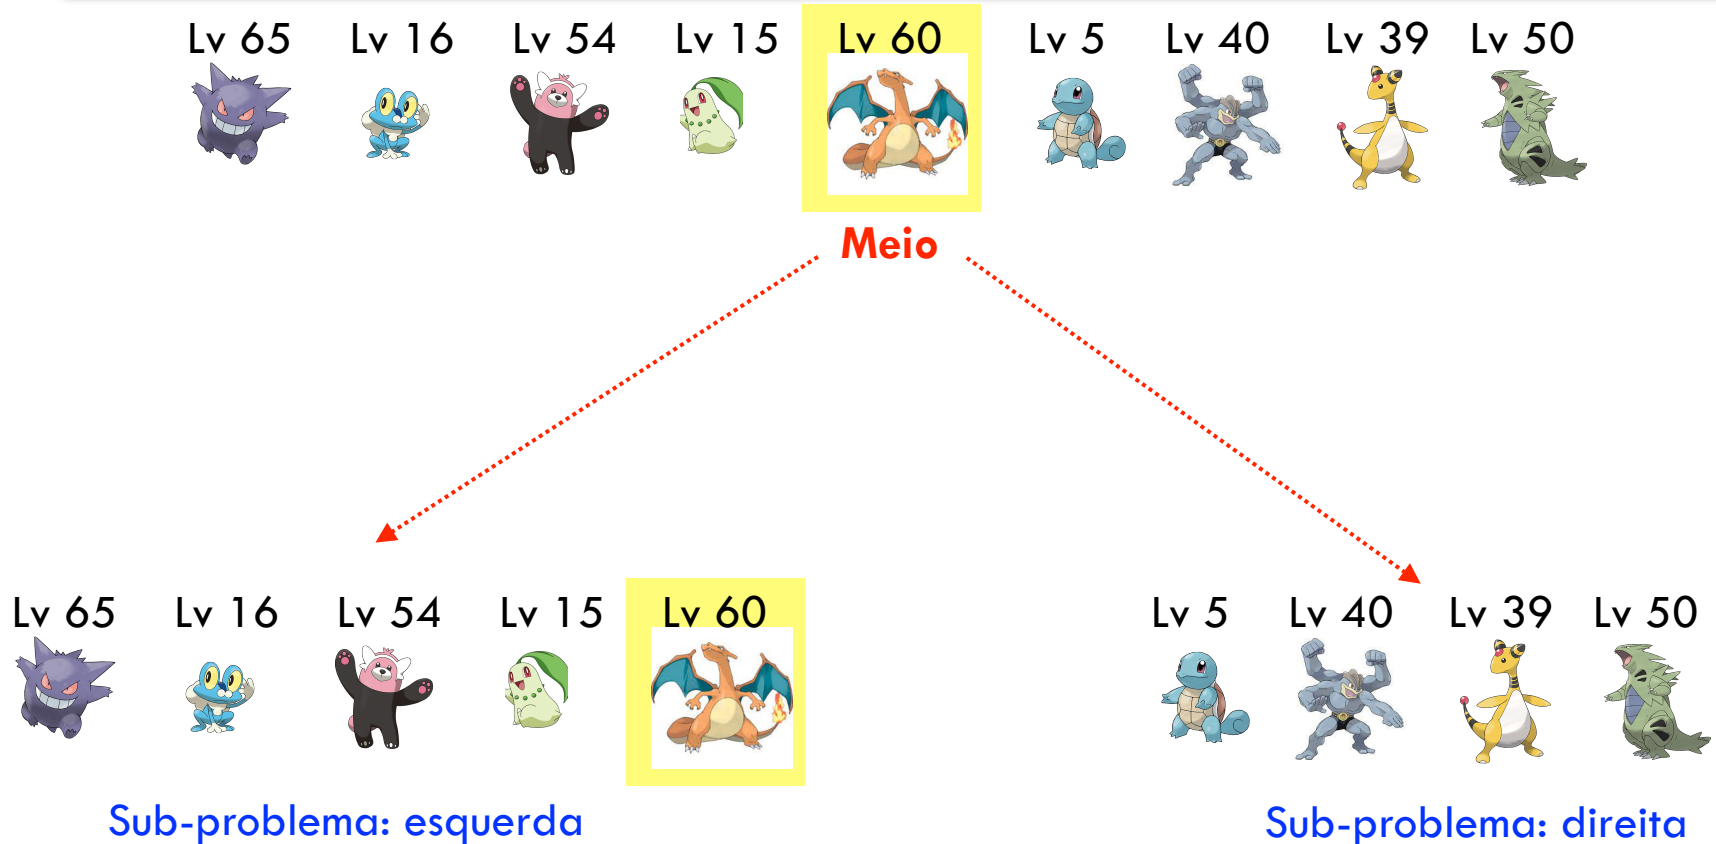 Lv 65 Lv 16 Lv 54 Lv 15 Lv 60 Lv 5 Lv 40 Lv 39 Lv 50
Meio
Lv 65 Lv 16 Lv 54 Lv 15 Lv 60 Lv 5 Lv 40 Lv 39 Lv 50
Sub-problema: esquerda
Sub-problema: direita